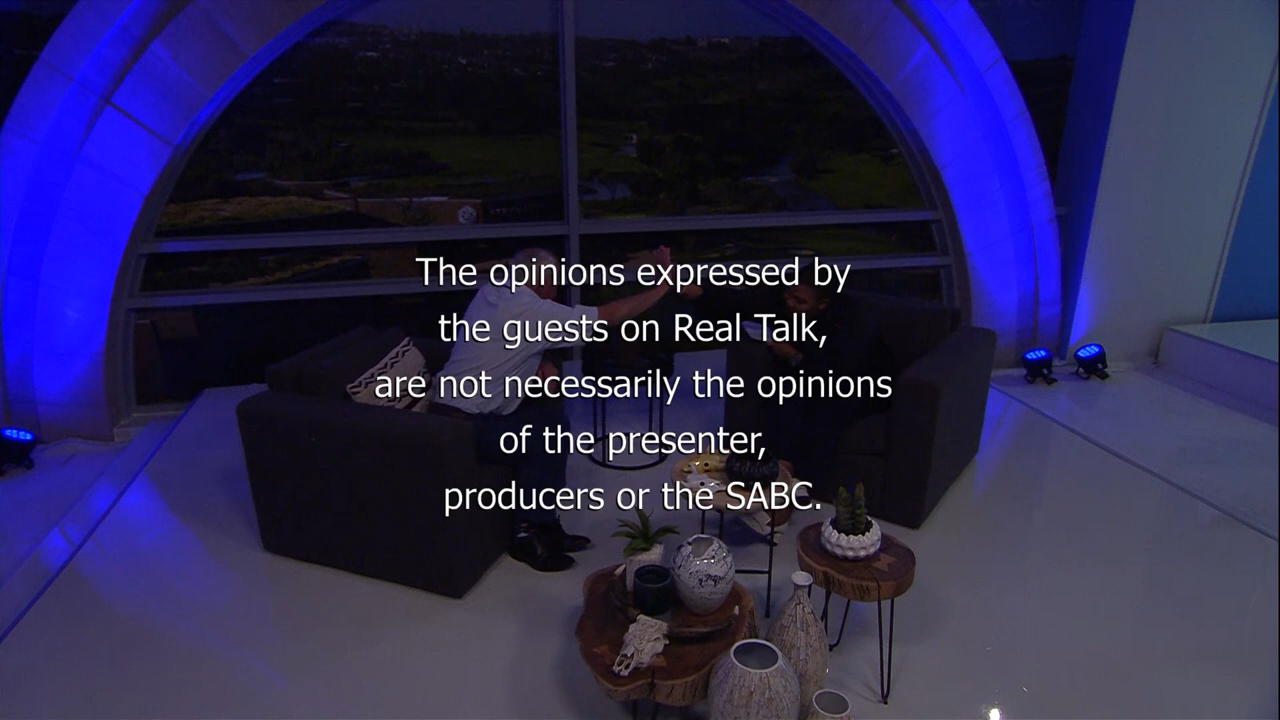 The opinions expressed by
the guests on Real Talk,
are not necessarily the opinions
of the presenter,
producers or the SABC.